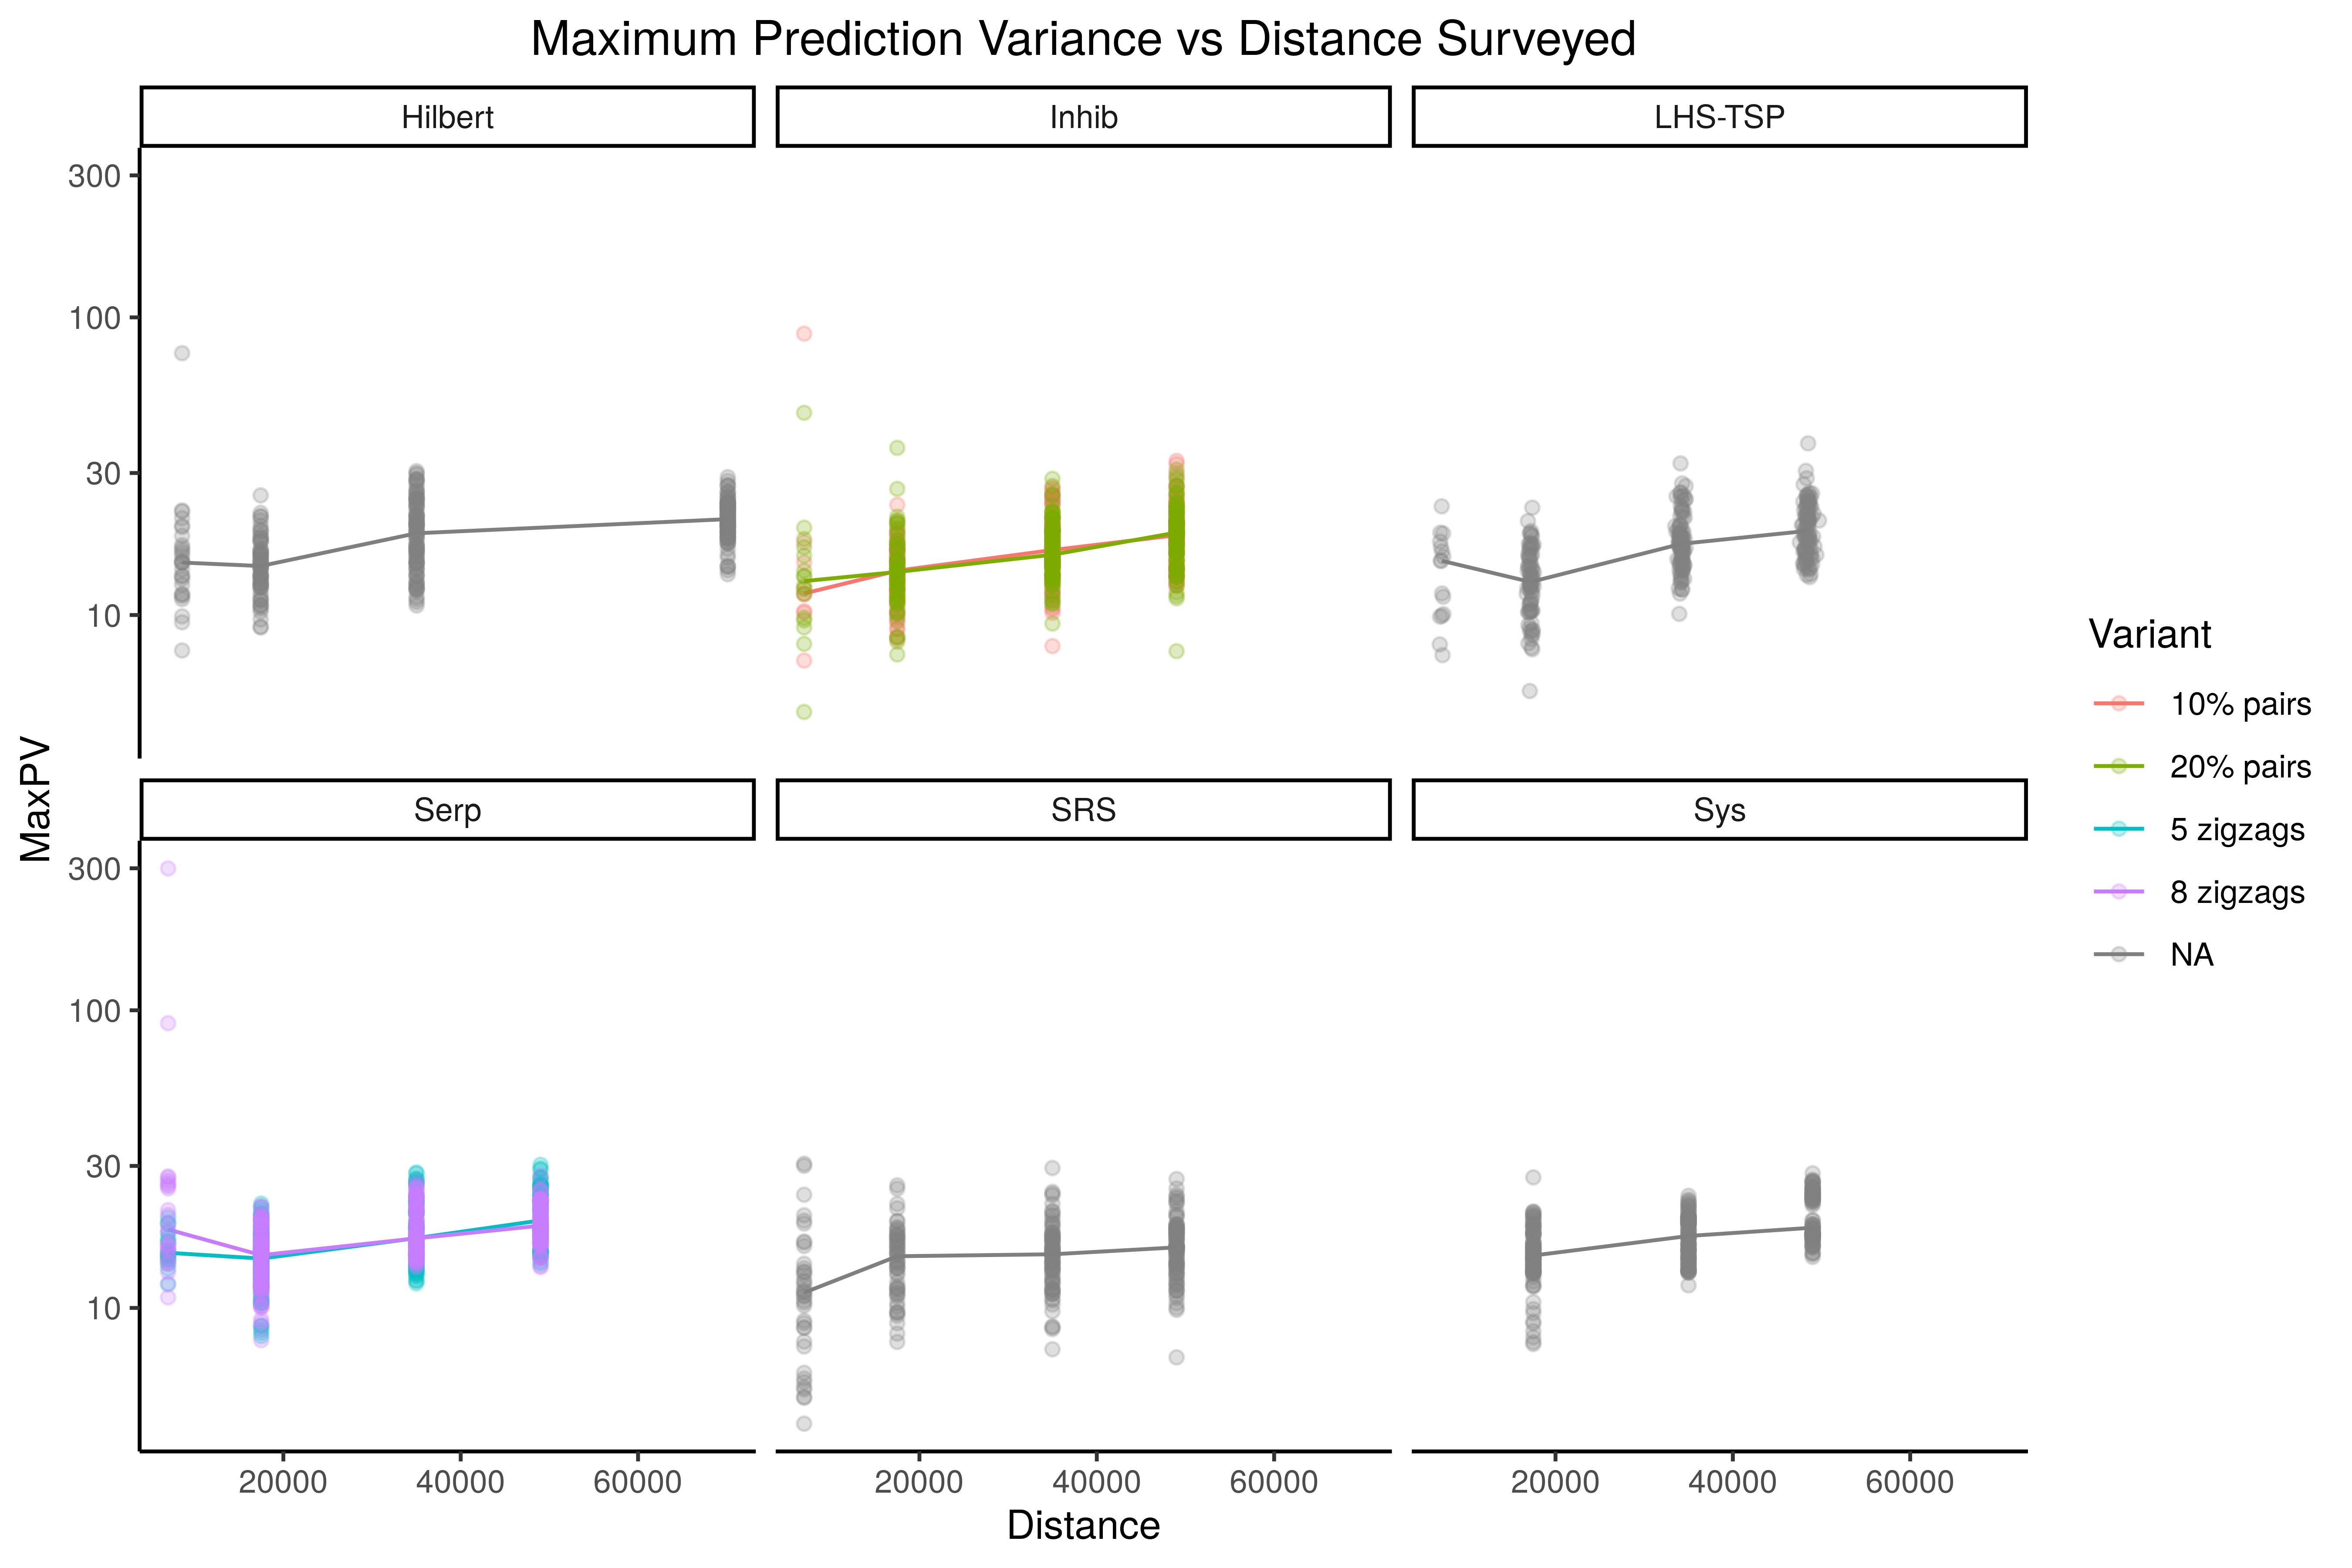 Maximum Prediction Variance vs Distance Surveyed
Hilbert
Inhib
LHS-TSP
300
100
30
10
Serp
SRS
Sys
300
100
30
10
20000
40000
60000
20000
40000
60000
20000
40000
60000
Distance
MaxPV
Variant
10% pairs
20% pairs
5 zigzags
8 zigzags
NA